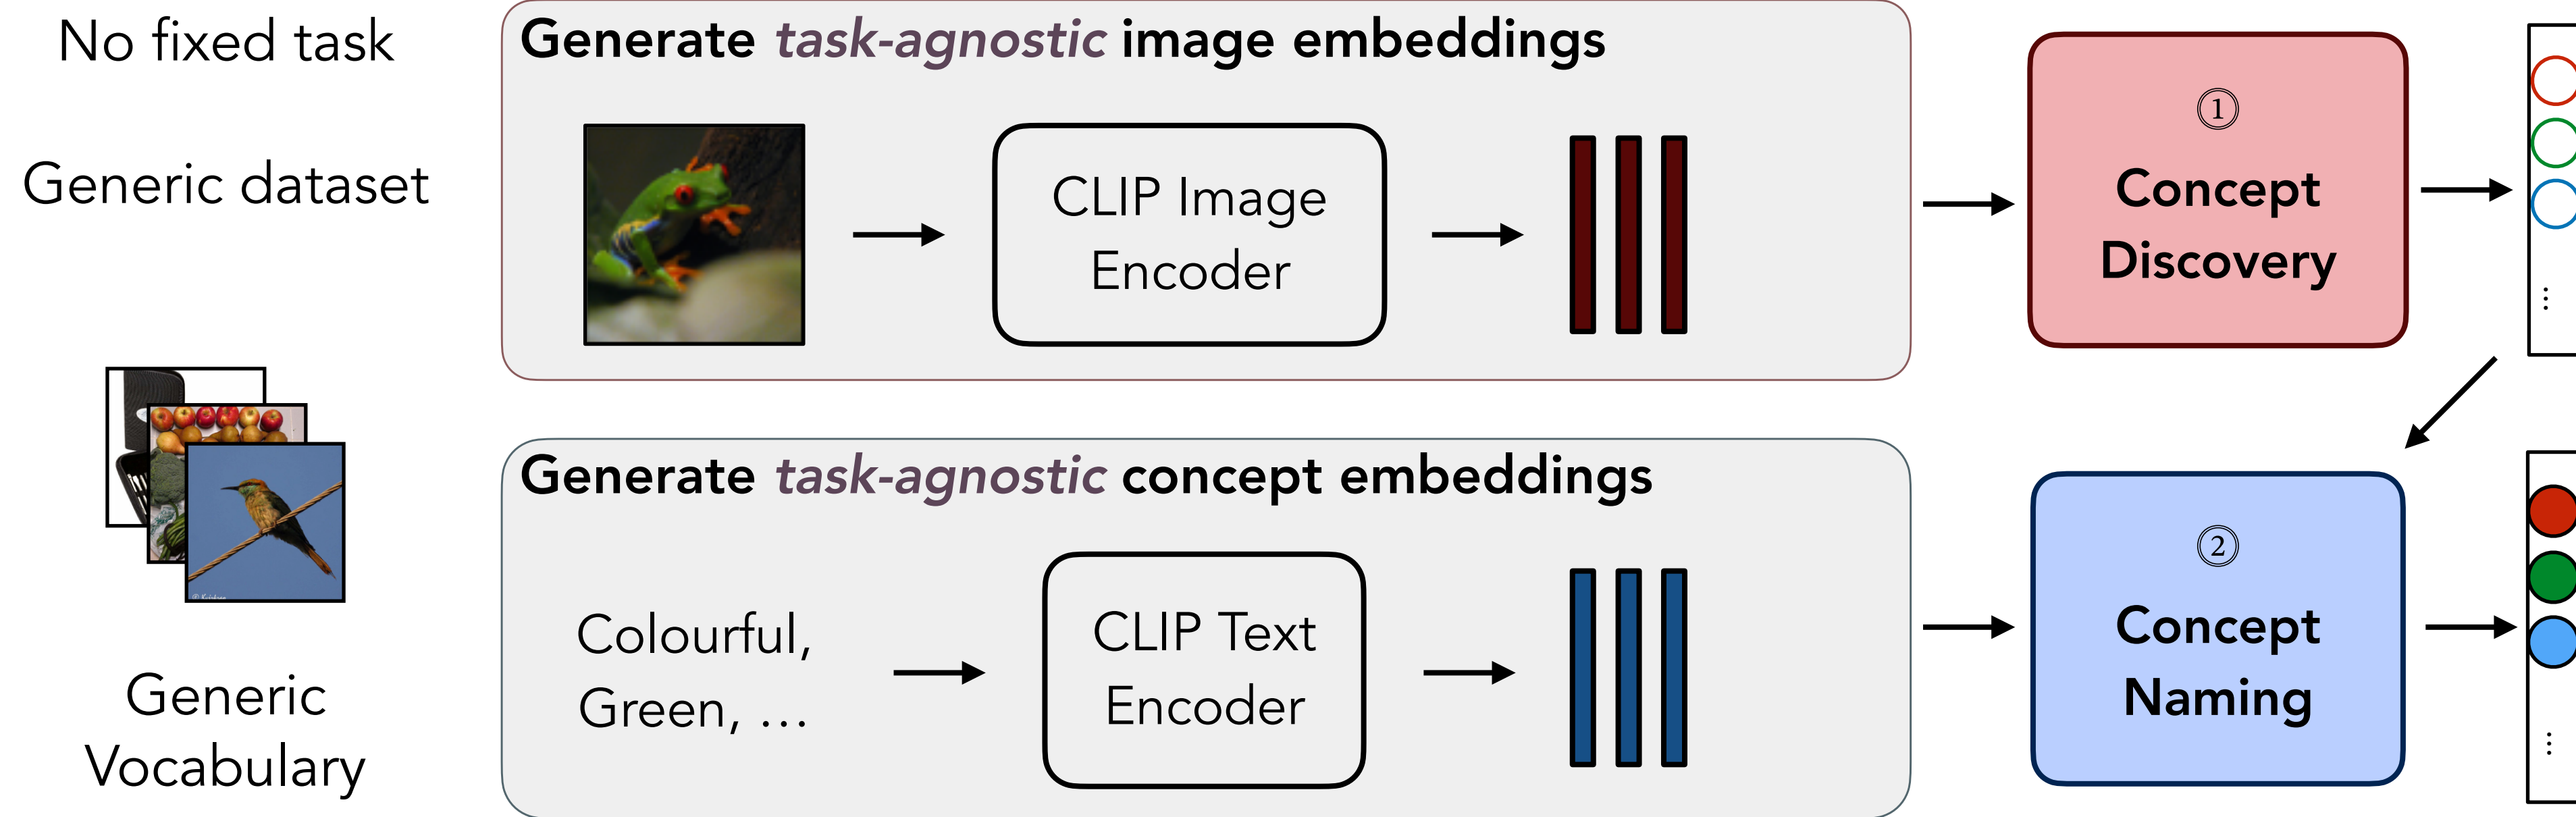 No fixed task
Generic dataset
Generic
Vocabulary
Generate task-agnostic image embeddings
CLIP Image
Encoder
①
Concept
Discovery
⋮
Generate task-agnostic concept embeddings
Colourful,
Green, …
CLIP Text
Encoder
②
Concept
Naming
⋮